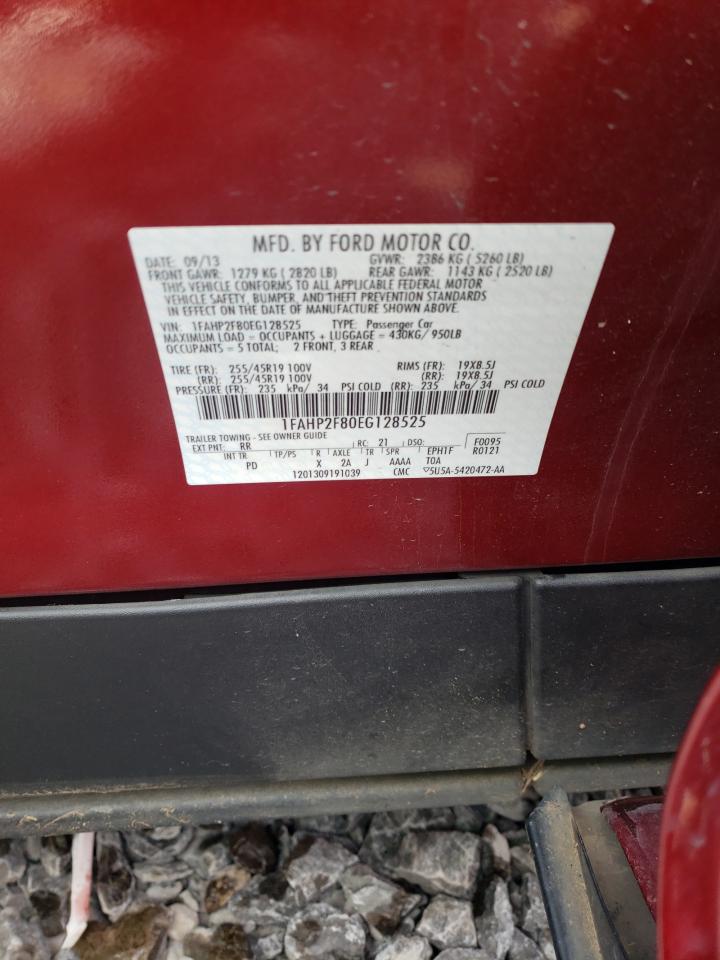 MFD. BY FORD MOTOR CO.
DATE: 09/13 GVWR: 2386 KG ( 5260 LB)
FRONT GAWR: 1279 KG ( 2820 LB) REAR GAWR: 1143 KG ( 2520 LB)
THIS VEHICLE CONFORMS TO ALL APPLICABLE FEDERAL MOTOR
VEHICLE SAFETY, BUMPER, AND THEFT PREVENTION STANDARDS
IN EFFECT ON THE DATE OF MANUFACTURE SHOWN ABOVE.
VIN: 1FAHP2F80EG128525 TYPE: Passenger Car
MAXIMUM LOAD = OCCUPANTS + LUGGAGE = 430KG/ 950LB
OCCUPANTS = 5 TOTAL; 2 FRONT, 3 REAR
TIRE (FR): 255/45R19 100V RIMS (FR): 19X8.5J
(RR): 255/45R19 100V (RR): 19X8.5J
PRESSURE (FR): 235 kPa/ 34 PSI COLD (RR): 235 kPa/ 34 PSI COLD
1FAHP2F80EG128525
TRAILER TOWING - SEE OWNER GUIDE
EXT PNT: RR RC: 21 DSO: F0095
INT TR TP/PS R AXLE TR SPR EPH1F R0121
PD X 2A J AAAA TOA
1201309191039 CMC ▽5U5A-5420472-AA